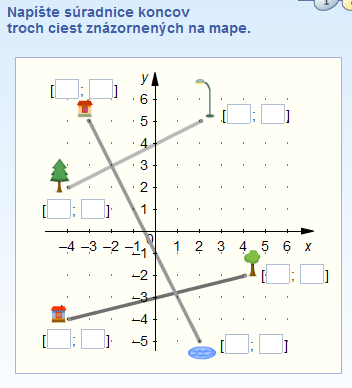 Napíšte súradnice koncov
troch ciest znázornených na mape.
[ ; ]
y
6
[ ; ]
5
4
3
2
[ ; ]
1
–4 –3 –2 –1 0 1 2 3 4 5 6 x
–1
–2
[ ; ]
–3
–4
[ ; ]
–5
[ ; ]